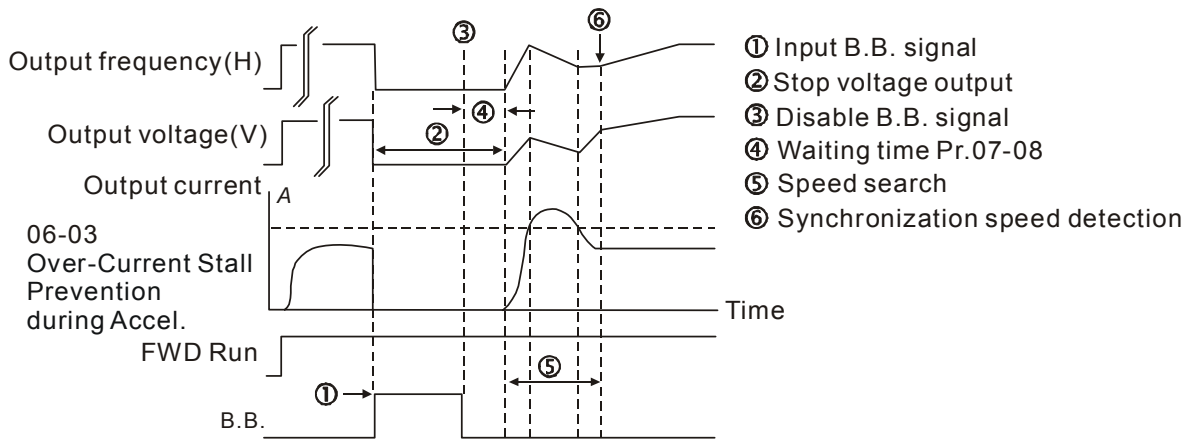 ⑥
③
Output frequency(H)
① Input B.B. signal
② Stop voltage output
③ Disable B.B. signal
④ Waiting time Pr.07-08
⑤ Speed search
⑥ Synchronization speed detection
④
Output voltage(V)
②
Output current
A
06-03
Over-Current Stall
Prevention
during Accel.
Time
FWD Run
⑤
①
B.B.